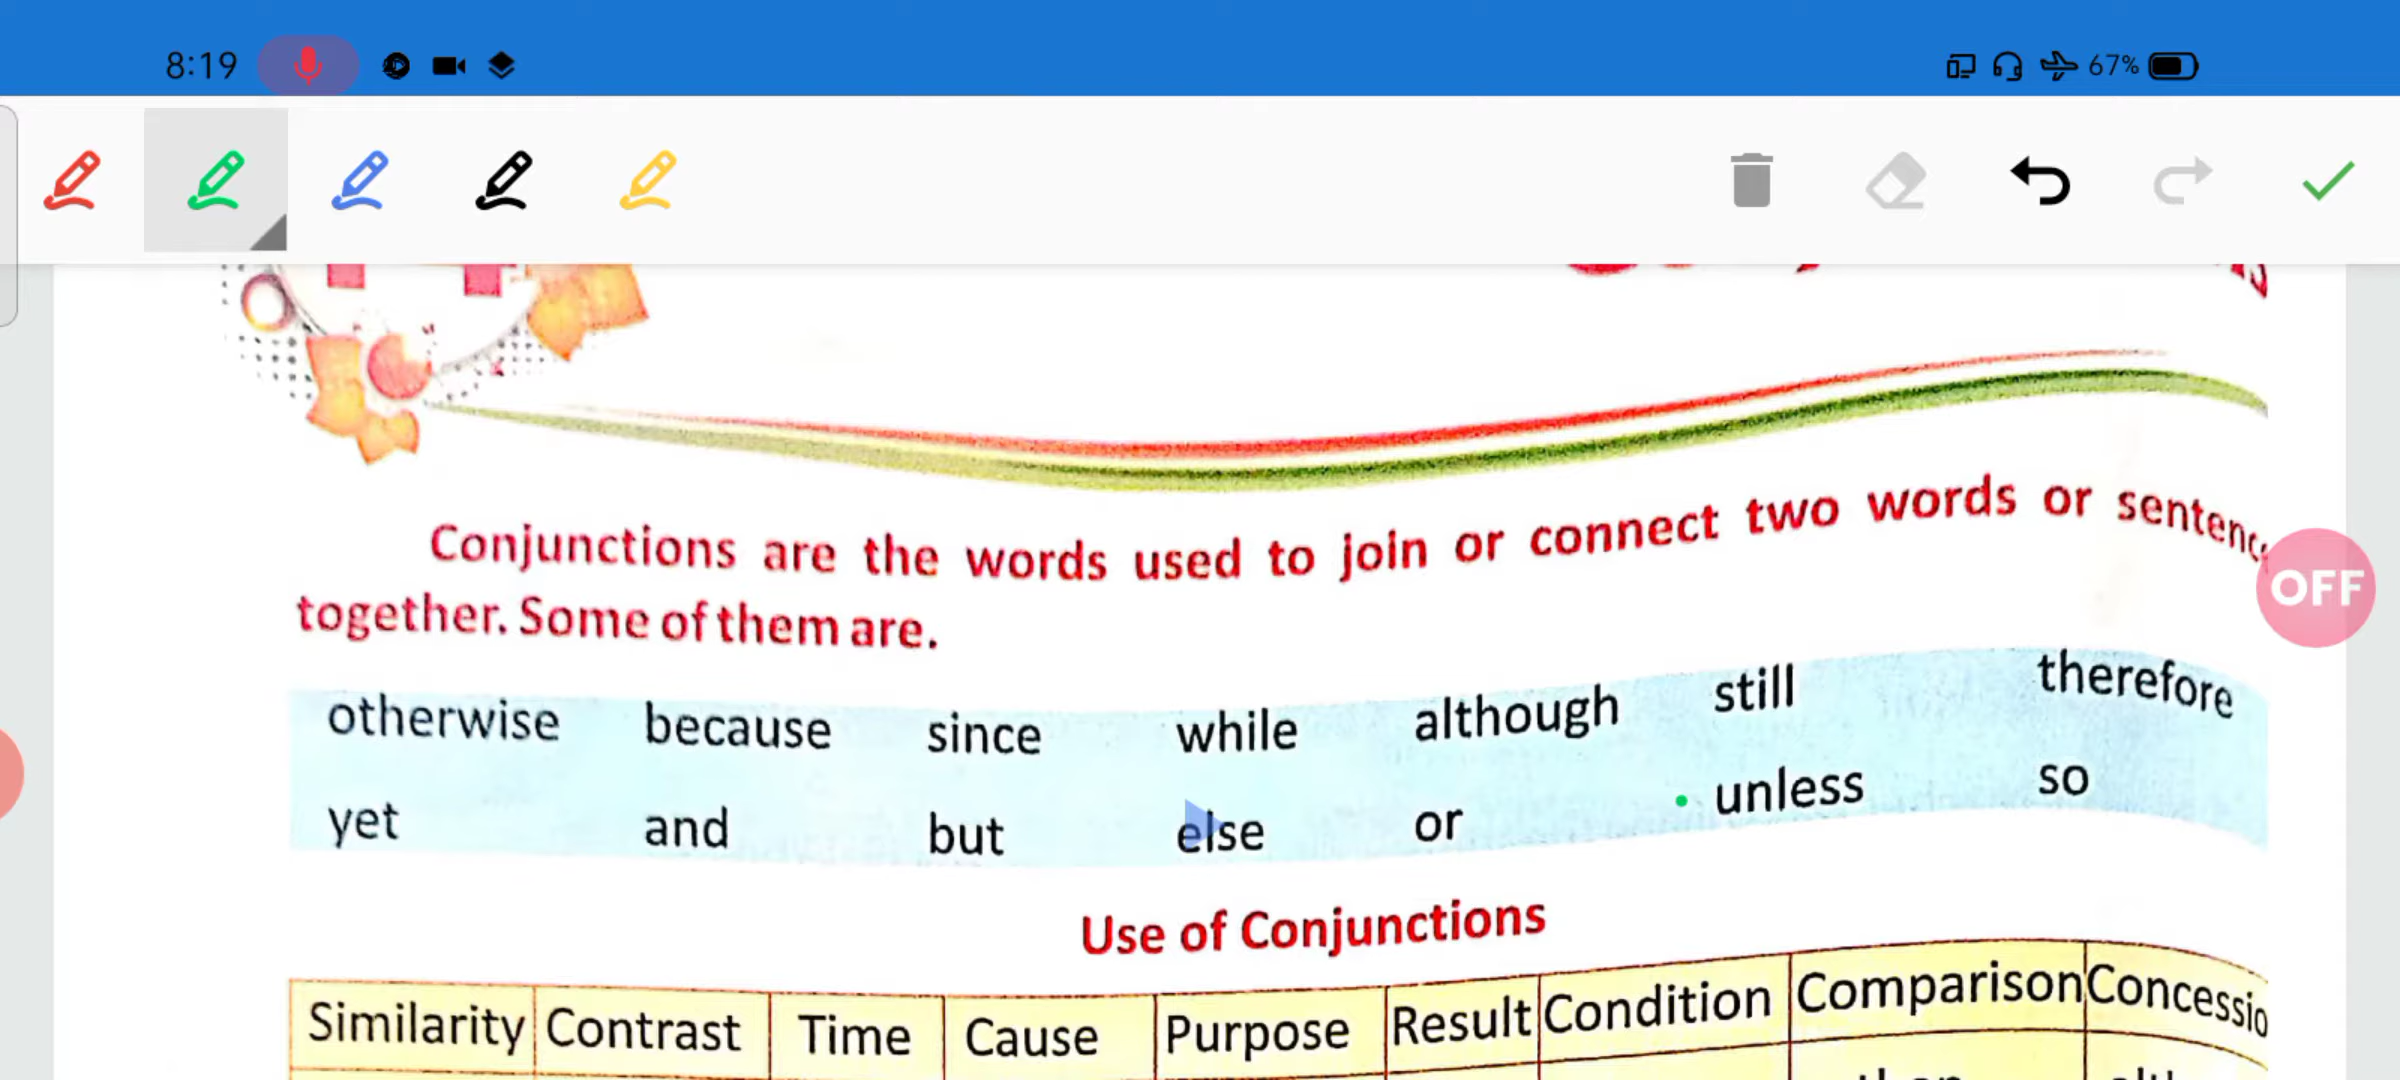 8:19 67%
Conjunctions are the words used to join or connect two words or
together. Some of them are.
OFF
otherwise because since while although still therefore
yet and but else or unless so
Use of Conjunctions
Similarity Contrast Time Cause Purpose Result Condition Comparison Concessio